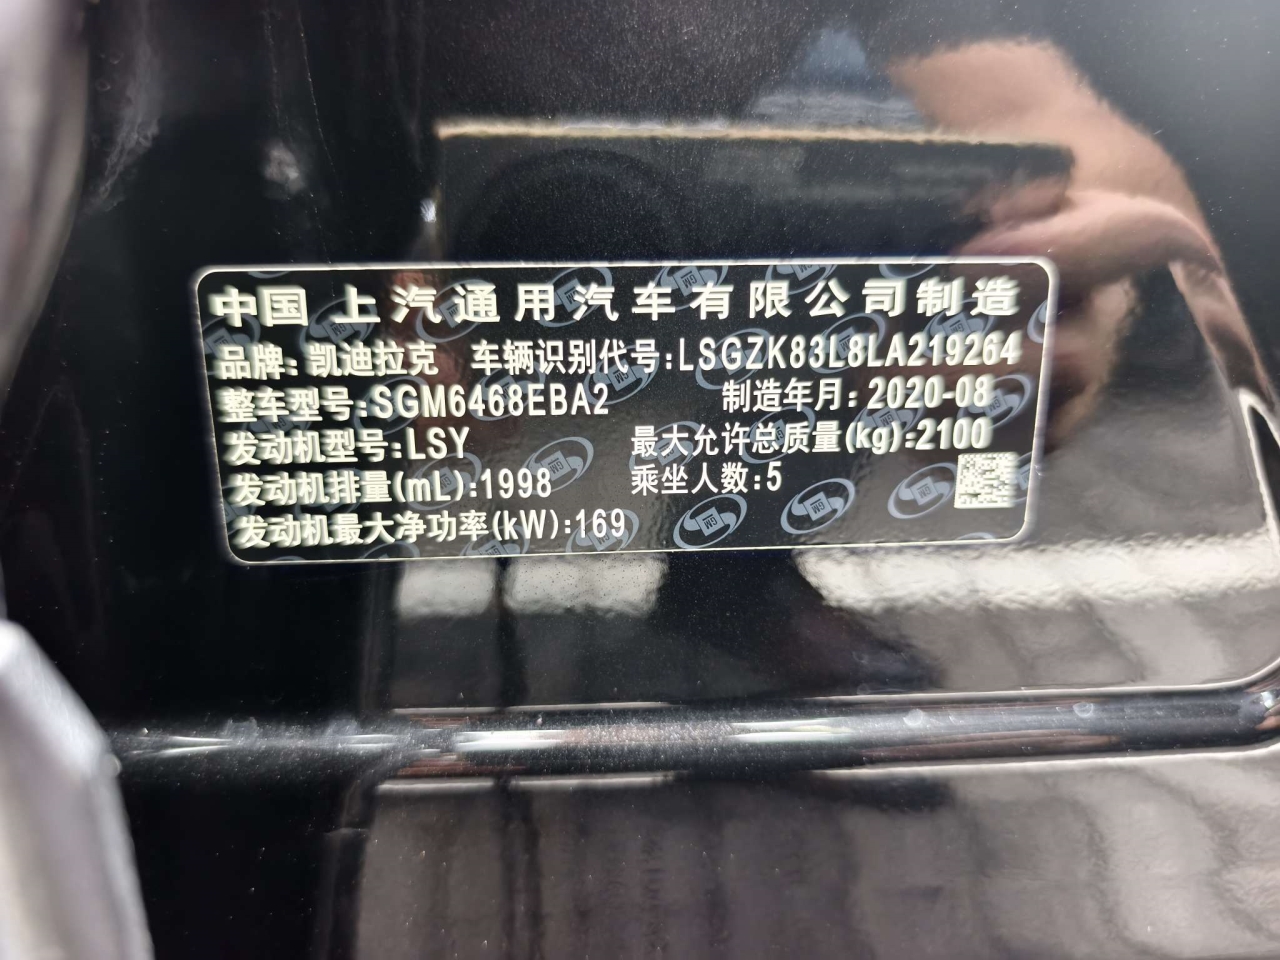 中国 上汽通用汽车有限公司制造
品牌:凯迪拉克 车辆识别代号:LSGZK83L8LA219264
整车型号:SGM6468EBA2 制造年月:2020-08
发动机型号:LSY 最大允许总质量(kg):2100
发动机排量(mL):1998 乘坐人数:5
发动机最大净功率(kW):169